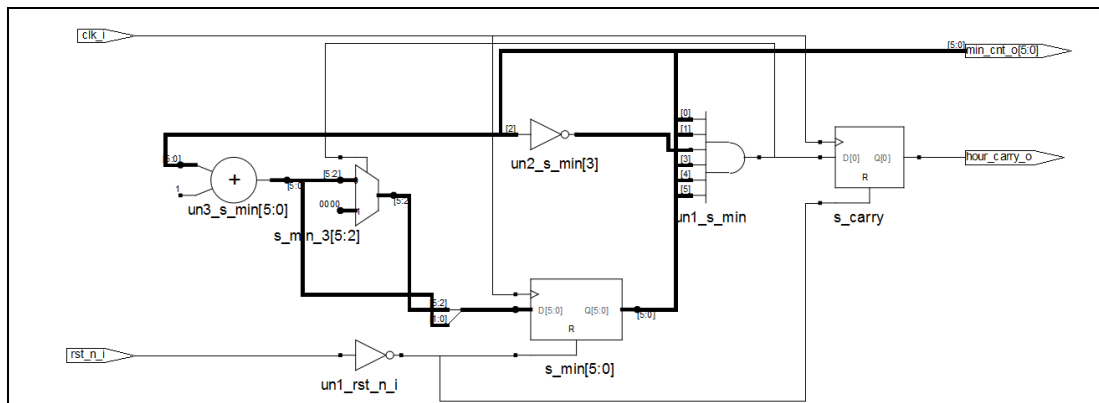 clk_i
[5:0]
min_cnt_o[5:0]
[2]
un2_s_min[3]
[0]
[1]
[3]
[4]
[5]
un1_s_min
D[0] Q[0]
R
s_carry
hour_carry_o
[5:0]
1
+
un3_s_min[5:0]
[5:0]
[5:2]
0000
0
1
[5:2]
s_min_3[5:2]
[5:2]
[1:0]
D[5:0] Q[5:0]
R
[5:0]
s_min[5:0]
rst_n_i
un1_rst_n_i